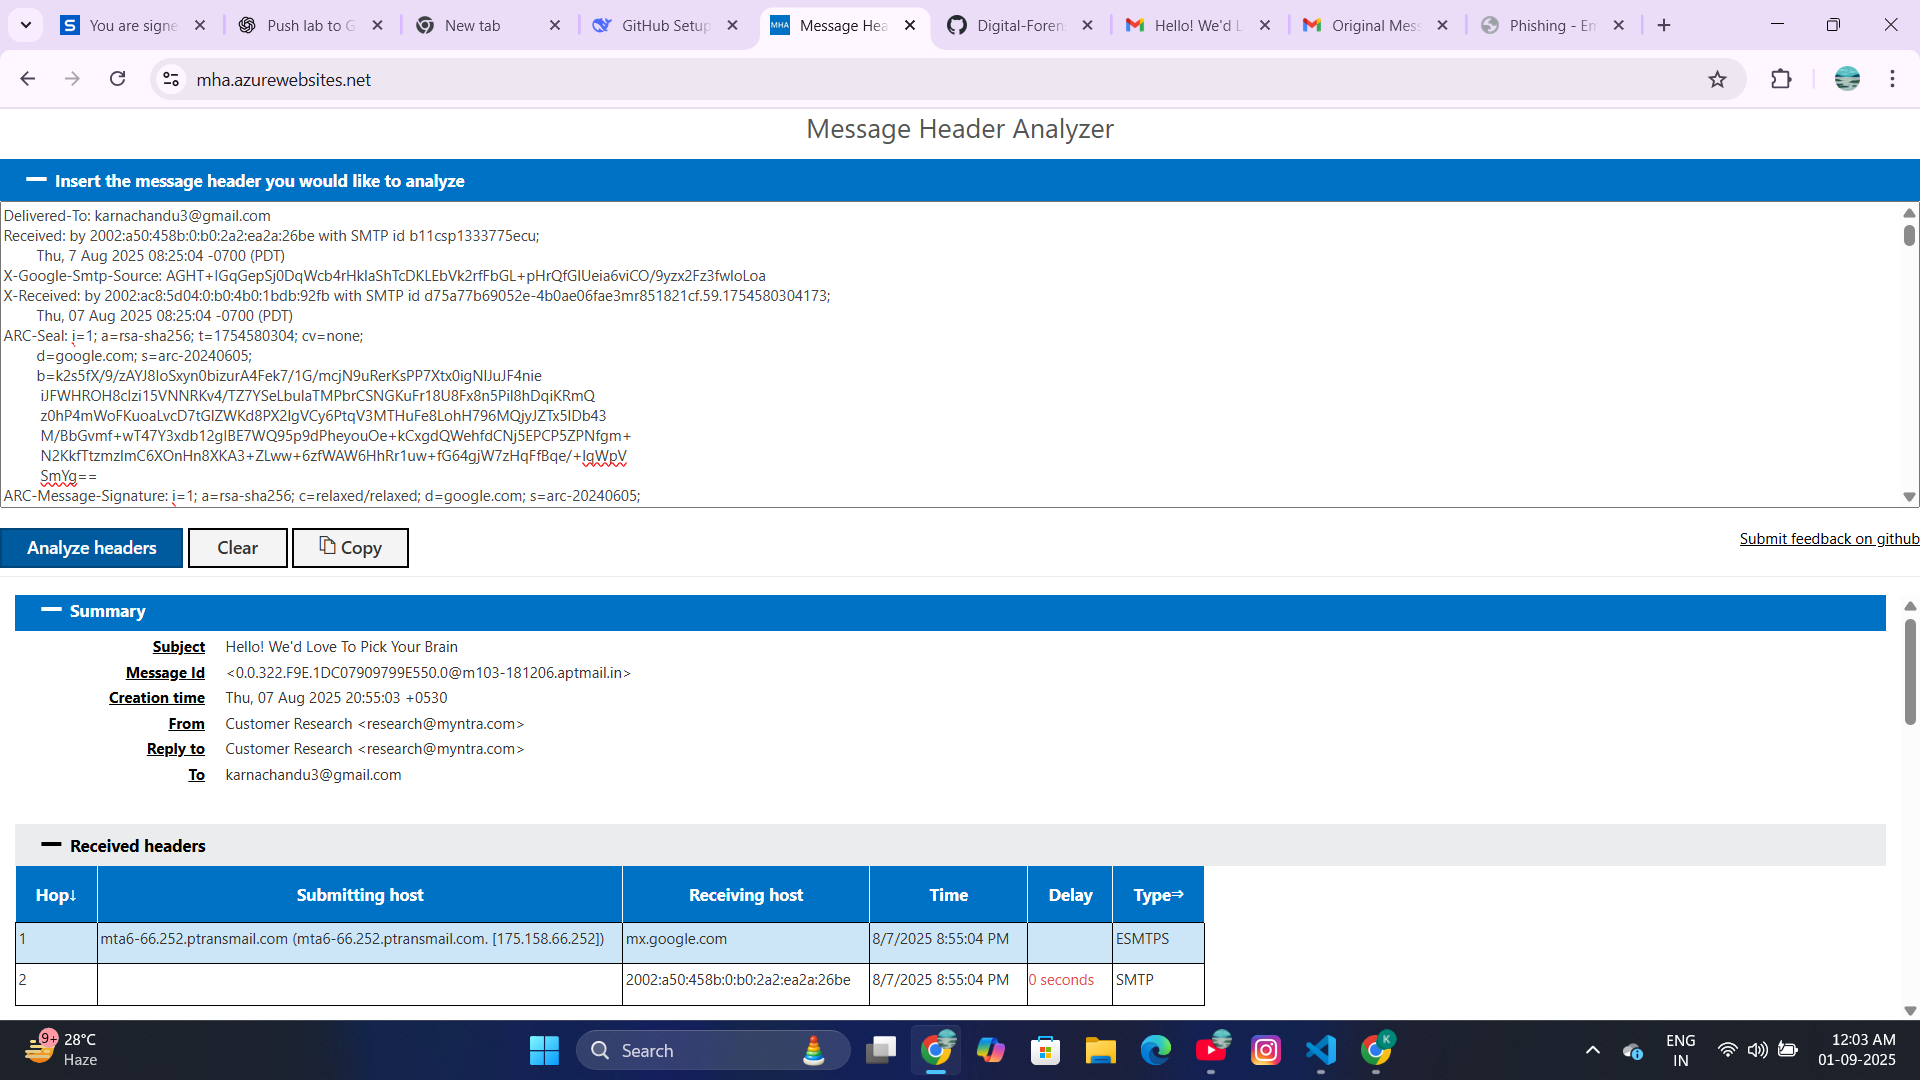 You are signe
Push lab to G
New tab
GitHub Setup
MHA
Message Hea
Digital-Foren
Hello! We'd L
Original Mess
Phishing - Em
mha.azurewebsites.net
Message Header Analyzer
Insert the message header you would like to analyze
Delivered-To: karnachandu3@gmail.com
Received: by 2002:a50:458b:0:b0:2a2:ea2a:26be with SMTP id b11csp1333775ecu;
Thu, 7 Aug 2025 08:25:04 -0700 (PDT)
X-Google-Smtp-Source: AGHT+IGqGepSj0DqWcb4rHkIaShTcDKLEbVk2rfFbGL+pHrQfGIUeia6viCO/9yzx2Fz3fwIoLoa
X-Received: by 2002:ac8:5d04:0:b0:4b0:1bdb:92fb with SMTP id d75a77b69052e-4b0ae06fae3mr851821cf.59.1754580304173;
Thu, 07 Aug 2025 08:25:04 -0700 (PDT)
ARC-Seal: i=1; a=rsa-sha256; t=1754580304; cv=none;
d=google.com; s=arc-20240605;
b=k2s5fX/9/zAYJ8IoSxyn0bizurA4Fek7/1G/mcjN9uRerKsPP7Xtx0igNIJuJF4nie
iJFWHROH8clzi15VNNRKv4/TZ7YSeLbulaTMPbrCSNGKuFr18U8Fx8n5PiI8hDqiKRmQ
z0hP4mWoFKuoaLvcD7tGIZWKd8PX2IgVCy6PtqV3MTHuFe8LohH796MQjyJZTx5IDb43
M/BbGvmf+wT47Y3xdb12gIBE7WQ95p9dPheyouOe+kCxgdQWehfdCNj5EPCP5ZPNfgm+
N2KkfTtzmzImC6XOnHn8XKA3+ZLww+6zfWAW6HhRr1uw+fG64gjW7zHqFfBqe/+IqWpV
SmYg==
ARC-Message-Signature: i=1; a=rsa-sha256; c=relaxed/relaxed; d=google.com; s=arc-20240605;
Analyze headers
Clear
Copy
Submit feedback on github
Summary
Subject Hello! We'd Love To Pick Your Brain
Message Id <0.0.322.F9E.1DC07909799E550.0@m103-181206.aptmail.in>
Creation time Thu, 07 Aug 2025 20:55:03 +0530
From Customer Research <research@myntra.com>
Reply to Customer Research <research@myntra.com>
To karnachandu3@gmail.com
Received headers
Hop↓ Submitting host Receiving host Time Delay Type⇒
1 mta6-66.252.ptransmail.com (mta6-66.252.ptransmail.com. [175.158.66.252]) mx.google.com 8/7/2025 8:55:04 PM ESMTPS
2 2002:a50:458b:0:b0:2a2:ea2a:26be 8/7/2025 8:55:04 PM 0 seconds SMTP
9+
28°C
Haze
Search
K
ENG
IN
12:03 AM
01-09-2025